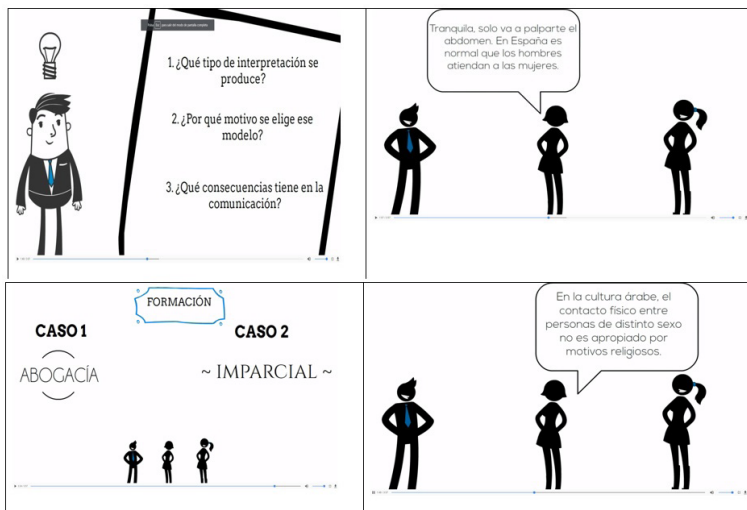 1. ¿Qué tipo de interpretación se
produce?
2. ¿Por qué motivo se elige ese
modelo?
3. ¿Qué consecuencias tiene en la
comunicación?
Tranquila, solo va a palparte el
abdomen. En España es
normal que los hombres
atiendan a las mujeres.
FORMACIÓN
CASO 1
CASO 2
ABOGACÍA
~ IMPARCIAL ~
En la cultura árabe, el
contacto físico entre
personas de distinto sexo
no es apropiado por
motivos religiosos.